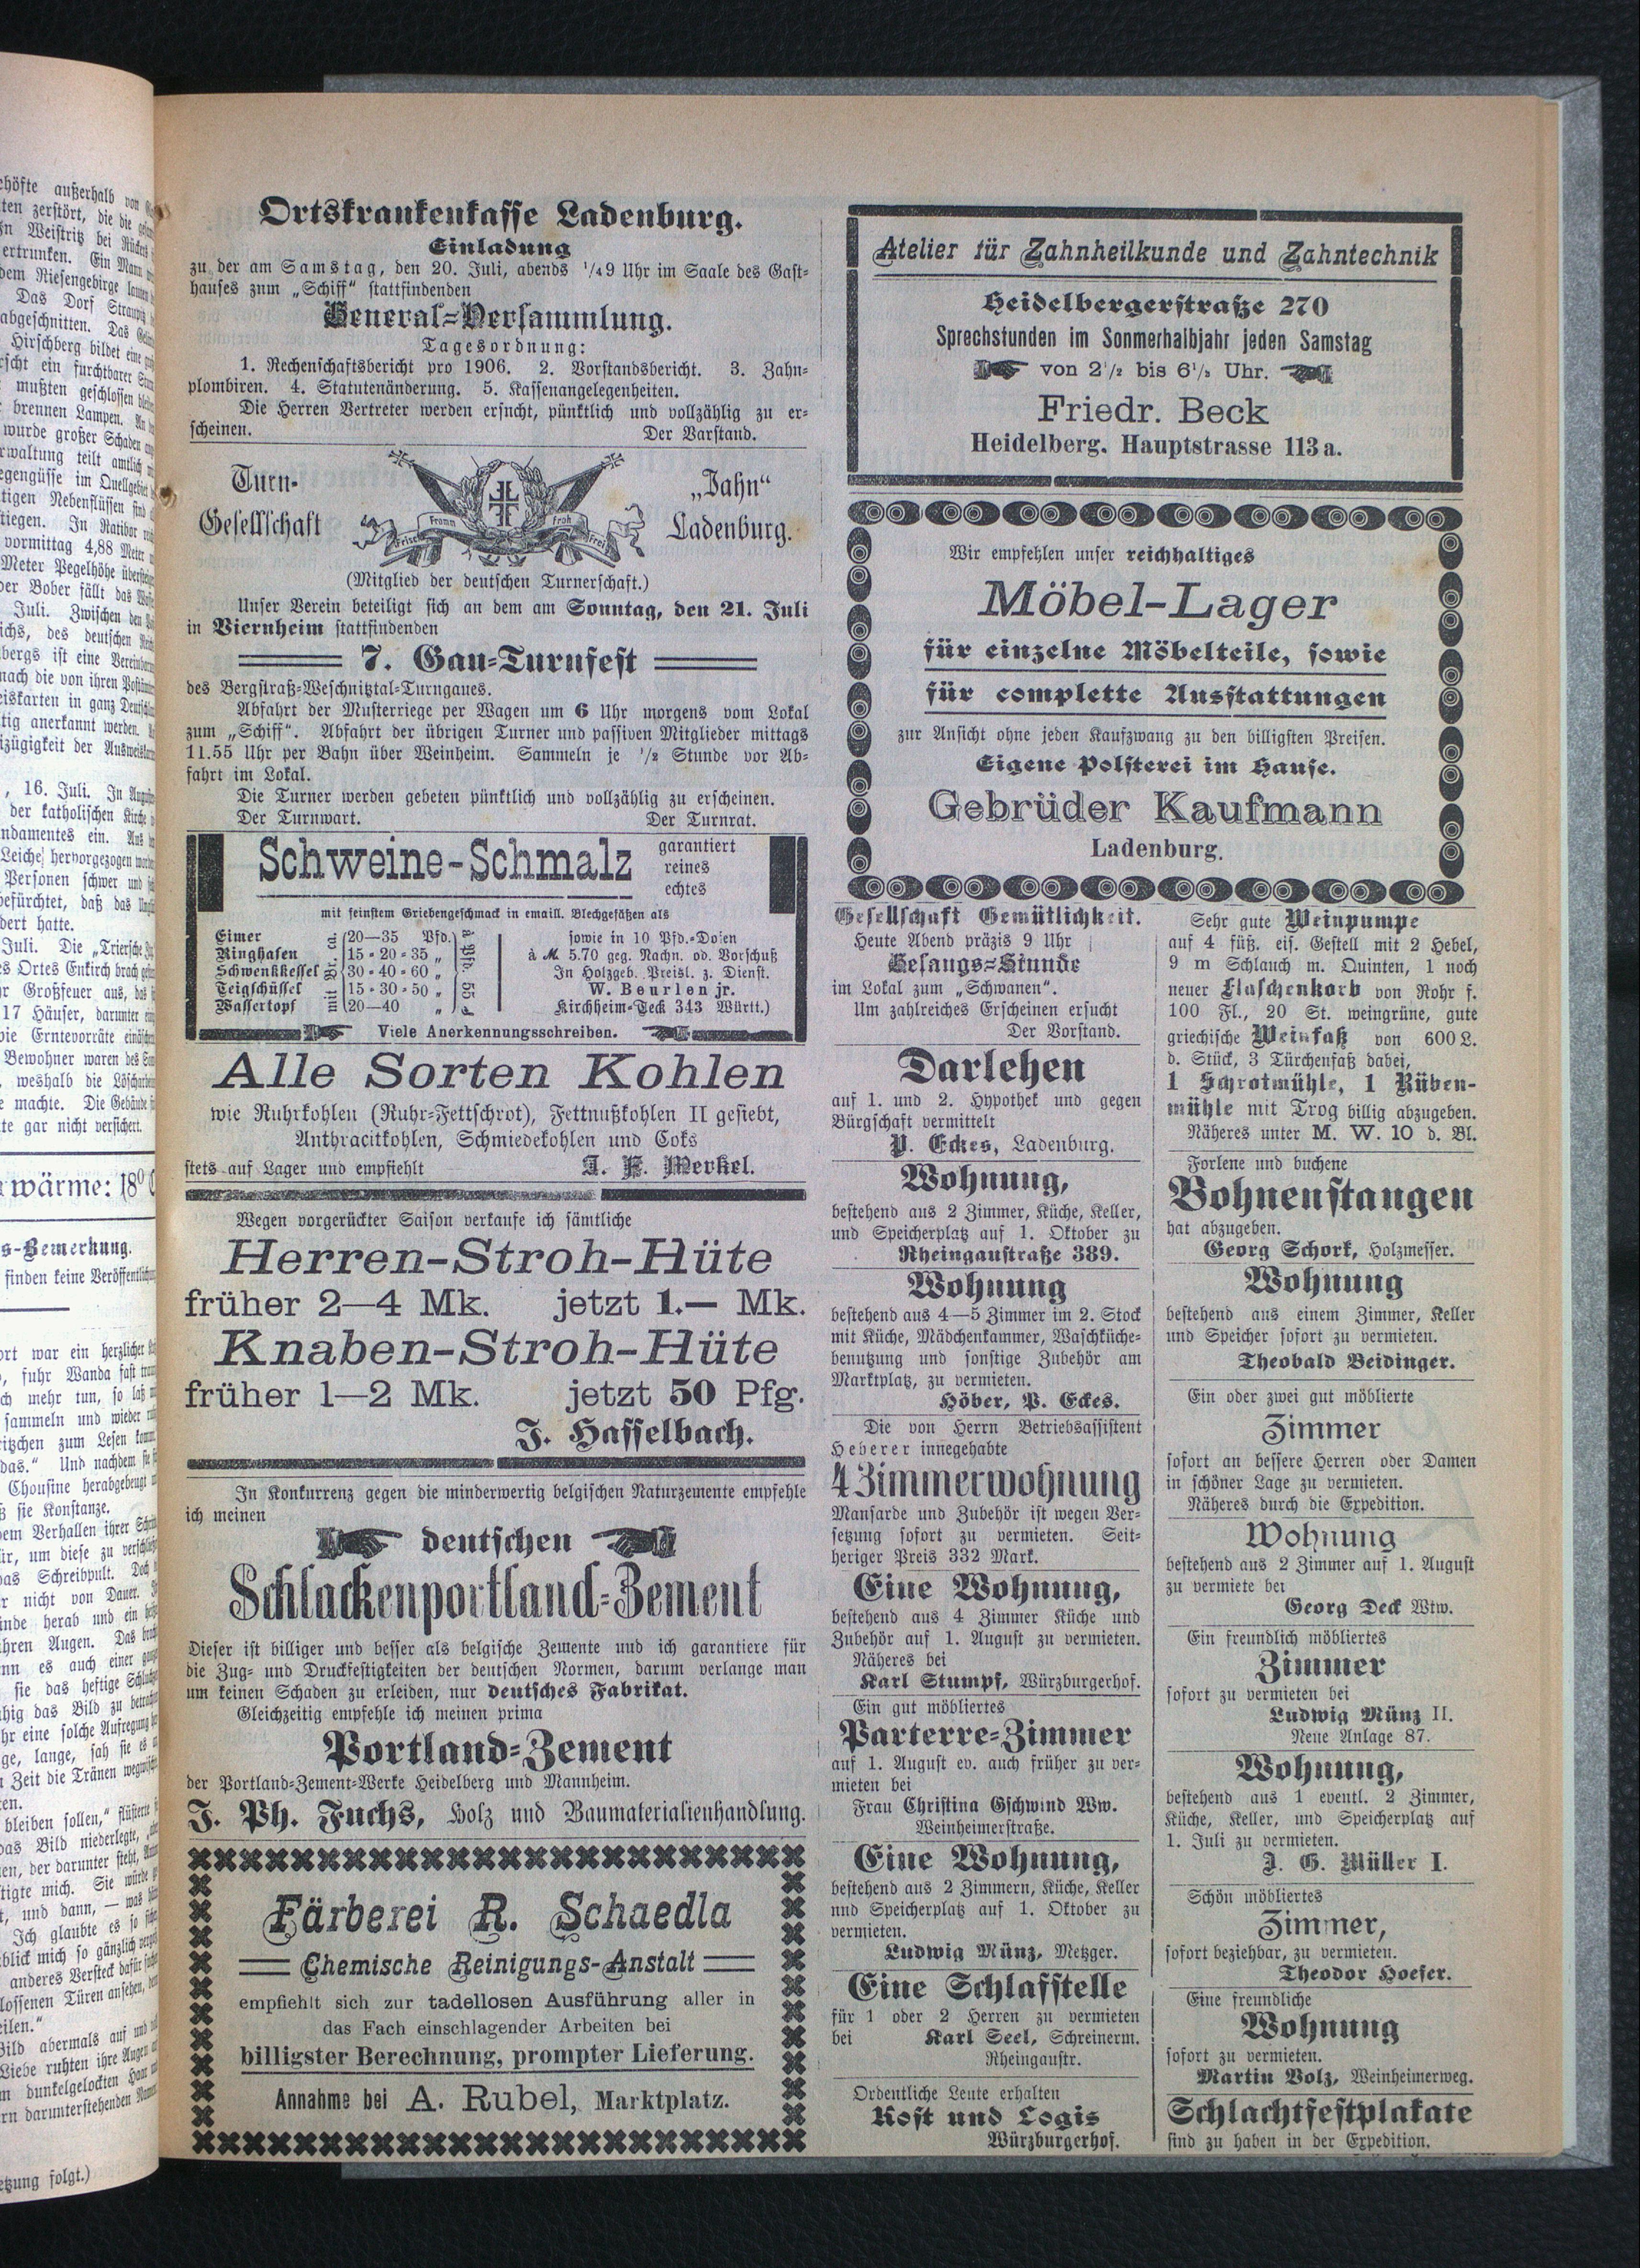 Ortskrankenkasse Ladenburg.
Einladung
zu der am Samstag, den 20. Juli, abends ¼9 Uhr im Saale des Gast-
hauses zum „Schiff“ stattfindenden
General-Versammlung.
Tagesordnung:
1. Rechenschaftsbericht pro 1906. 2. Vorstandsbericht. 3. Zahn-
plombiren. 4. Statutenänderung. 5. Kassenangelegenheiten.
Die Herren Vertreter werden ersucht, pünktlich und vollzählig zu er-
scheinen. Der Vorstand.
Turn- „Jahn“
Gesellschaft Ladenburg.
Frisch Fromm Froh Frei
(Mitglied der deutschen Turnerschaft.)
Unser Verein beteiligt sich an dem am Sonntag, den 21. Juli
in Viernheim stattfindenden
7. Gau-Turnfest
des Bergstraß-Weschnitztal-Turngaues.
Abfahrt der Musterriege per Wagen um 6 Uhr morgens vom Lokal
zum „Schiff“. Abfahrt der übrigen Turner und passiven Mitglieder mittags
11.55 Uhr per Bahn über Weinheim. Sammeln je ½ Stunde vor Ab-
fahrt im Lokal.
Die Turner werden gebeten pünktlich und vollzählig zu erscheinen.
Der Turnwart. Der Turnrat.
Schweine-Schmalz garantiert
reines
echtes
mit feinstem Griebengeschmack in emaill. Blechgefäßen als
Eimer 20—35 Pfd.
Ringhafen 15 - 20 - 35 „
Schwenkkessel 30 - 40 - 60 „
Teigschüssel 15 - 30 - 50 „
Wassertopf 20—40 „
mit Br. ca.
à Pfd. 55 ₰
sowie in 10 Pfd.-Dosen
à M. 5.70 geg. Nachn. od. Vorschuß
In Holzgeb. Preisl. z. Dienst.
W. Beurlen jr.
Kirchheim-Teck 343 Württ.)
Viele Anerkennungsschreiben.
Alle Sorten Kohlen
wie Ruhrkohlen (Ruhr-Fettschrot), Fettnußkohlen II gesiebt,
Anthracitkohlen, Schmiedekohlen und Coks
stets auf Lager und empfiehlt J. F. Merkel.
Wegen vorgerückter Saison verkaufe ich sämtliche
Herren-Stroh-Hüte
früher 2—4 Mk. jetzt 1.— Mk.
Knaben-Stroh-Hüte
früher 1—2 Mk. jetzt 50 Pfg.
J. Hasselbach.
In Konkurrenz gegen die minderwertig belgischen Naturzemente empfehle
ich meinen
deutschen
Schlackenportland-Zement
Dieser ist billiger und besser als belgische Zemente und ich garantiere für
die Zug- und Druckfestigkeiten der deutschen Normen, darum verlange man
um keinen Schaden zu erleiden, nur deutsches Fabrikat.
Gleichzeitig empfehle ich meinen prima
Portland-Zement
der Portland-Zement-Werke Heidelberg und Mannheim.
J. Ph. Fuchs, Holz und Baumaterialienhandlung.
Färberei R. Schaedla
Chemische Reinigungs-Anstalt
empfiehlt sich zur tadellosen Ausführung aller in
das Fach einschlagender Arbeiten bei
billigster Berechnung, prompter Lieferung.
Annahme bei A. Rubel, Marktplatz.
Atelier für Zahnheilkunde und Zahntechnik
Heidelbergerstraße 270
Sprechstunden im Sommerhalbjahr jeden Samstag
von 2½ bis 6½ Uhr.
Friedr. Beck
Heidelberg. Hauptstrasse 113 a.
Wir empfehlen unser reichhaltiges
Möbel-Lager
für einzelne Möbelteile, sowie
für complette Ausstattungen
zur Ansicht ohne jeden Kaufzwang zu den billigsten Preisen.
Eigene Polsterei im Hause.
Gebrüder Kaufmann
Ladenburg.
Gesellschaft Gemütlichkeit.
Heute Abend präzis 9 Uhr
Gesangs-Stunde
im Lokal zum „Schwanen“.
Um zahlreiches Erscheinen ersucht
Der Vorstand.
Darlehen
auf 1. und 2. Hypothek und gegen
Bürgschaft vermittelt
P. Eckes, Ladenburg.
Wohnung,
bestehend aus 2 Zimmer, Küche, Keller,
und Speicherplatz auf 1. Oktober zu
Rheingaustraße 389.
Wohnung
bestehend aus 4—5 Zimmer im 2. Stock
mit Küche, Mädchenkammer, Waschküche-
benutzung und sonstige Zubehör am
Marktplatz, zu vermieten.
Höber, P. Eckes.
Die von Herrn Betriebsassistent
Heberer innegehabte
4 Zimmerwohnung
Mansarde und Zubehör ist wegen Ver-
setzung sofort zu vermieten. Seit-
heriger Preis 332 Mark.
Eine Wohnung,
bestehend aus 4 Zimmer Küche und
Zubehör auf 1. August zu vermieten.
Näheres bei
Karl Stumpf, Würzburgerhof.
Ein gut möbliertes
Parterre-Zimmer
auf 1. August ev. auch früher zu ver-
mieten bei
Frau Christina Gschwind Ww.
Weinheimerstraße.
Eine Wohnung,
bestehend aus 2 Zimmern, Küche, Keller
und Speicherplatz auf 1. Oktober zu
vermieten.
Ludwig Münz, Metzger.
Eine Schlafstelle
für 1 oder 2 Herren zu vermieten
bei Karl Seel, Schreinerm.
Rheingaustr.
Ordentliche Leute erhalten
Kost und Logis
Würzburgerhof.
Sehr gute Weinpumpe
auf 4 füß. eis. Gestell mit 2 Hebel,
9 m Schlauch m. Quinten, 1 noch
neuer Flaschenkorb von Rohr f.
100 Fl., 20 St. weingrüne, gute
griechische Weinfaß von 600 L.
d. Stück, 3 Türchenfaß dabei,
1 Schrotmühle, 1 Rüben-
mühle mit Trog billig abzugeben.
Näheres unter M. W. 10 d. Bl.
Forlene und buchene
Bohnenstangen
hat abzugeben.
Georg Schork, Holzmesser.
Wohnung
bestehend aus einem Zimmer, Keller
und Speicher sofort zu vermieten.
Theobald Beidinger.
Ein oder zwei gut möblierte
Zimmer
sofort an bessere Herren oder Damen
in schöner Lage zu vermieten.
Näheres durch die Expedition.
Wohnung
bestehend aus 2 Zimmer auf 1. August
zu vermiete bei
Georg Deck Wtw.
Ein freundlich möbliertes
Zimmer
sofort zu vermieten bei
Ludwig Münz II.
Neue Anlage 87.
Wohnung,
bestehend aus 1 eventl. 2 Zimmer,
Küche, Keller, und Speicherplatz auf
1. Juli zu vermieten.
J. G. Müller I.
Schön möbliertes
Zimmer,
sofort beziehbar, zu vermieten.
Theodor Hoefer.
Eine freundliche
Wohnung
sofort zu vermieten.
Martin Volz, Weinheimerweg.
Schlachtfestplakate
sind zu haben in der Expedition.